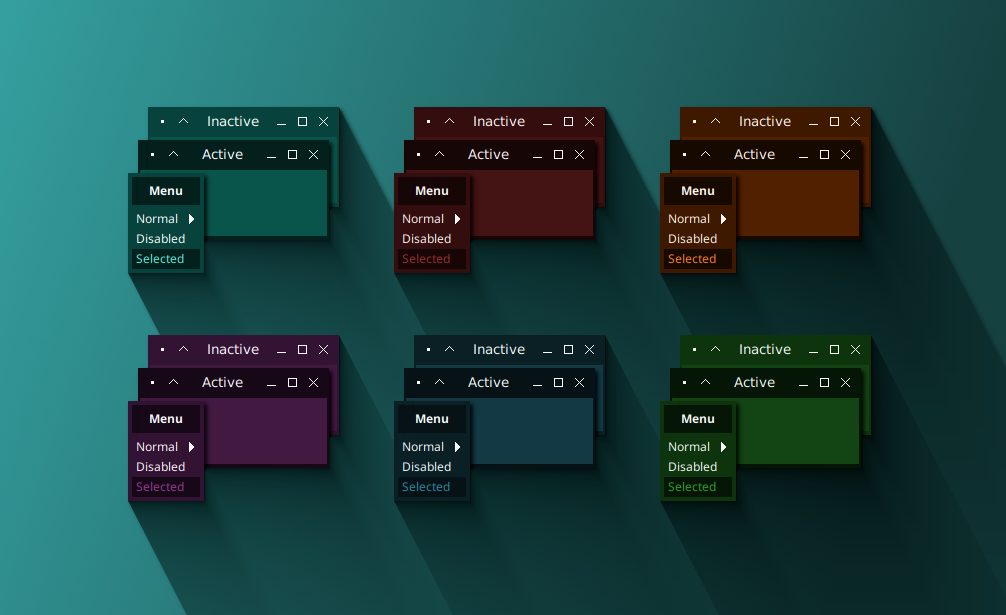 Inactive
Active
Menu
Normal
Disabled
Selected
Inactive
Active
Menu
Normal
Disabled
Selected
Inactive
Active
Menu
Normal
Disabled
Selected
Inactive
Active
Menu
Normal
Disabled
Selected
Inactive
Active
Menu
Normal
Disabled
Selected
Inactive
Active
Menu
Normal
Disabled
Selected